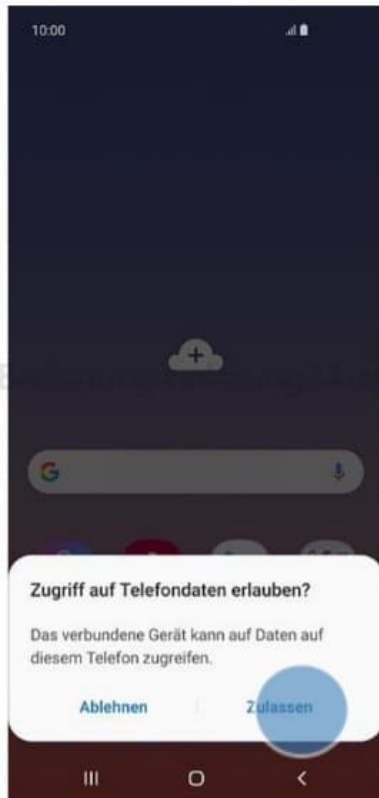 10:00
Zugriff auf Telefondaten erlauben?
Das verbundene Gerät kann auf Daten auf
diesem Telefon zugreifen.
Ablehnen
Zulassen